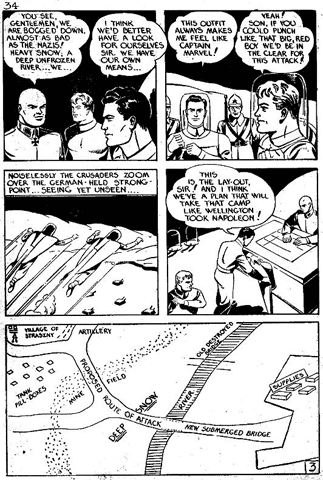 34
YOU SEE,
GENTLEMEN, WE
ARE BOGGED DOWN,
ALMOST AS BAD
AS THE NAZIS!
HEAVY SNOW; A
DEEP UNFROZEN
RIVER...WE...
I THINK
WE'D BETTER
HAVE A LOOK
FOR OURSELVES
SIR. WE HAVE
OUR OWN
MEANS...
THIS OUTFIT
ALWAYS MAKES
ME FEEL LIKE
CAPTAIN
MARVEL!
YEAH!
SON, IF YOU
COULD PUNCH
LIKE THAT BIG, RED
BOY WE'D BE IN
THE CLEAR FOR
THIS ATTACK!
NOISELESSLY THE CRUSADERS ZOOM
OVER THE GERMAN-HELD STRONG-
POINT...SEEING YET UNSEEN....
THIS
IS THE LAY-OUT,
SIR! AND I THINK
WE'VE A PLAN THAT WILL
TAKE THAT CAMP
LIKE WELLINGTON
TOOK NAPOLEON!
VILLAGE OF
STRASZNY
ARTILLERY
TANK
PILL-BOXES
MINE FIELD
PROPOSED ROUTE OF ATTACK
DEEP SNOW
RIVER
OLD DESTROYED
BRIDGE
NEW SUBMERGED BRIDGE
SUPPLIES
3